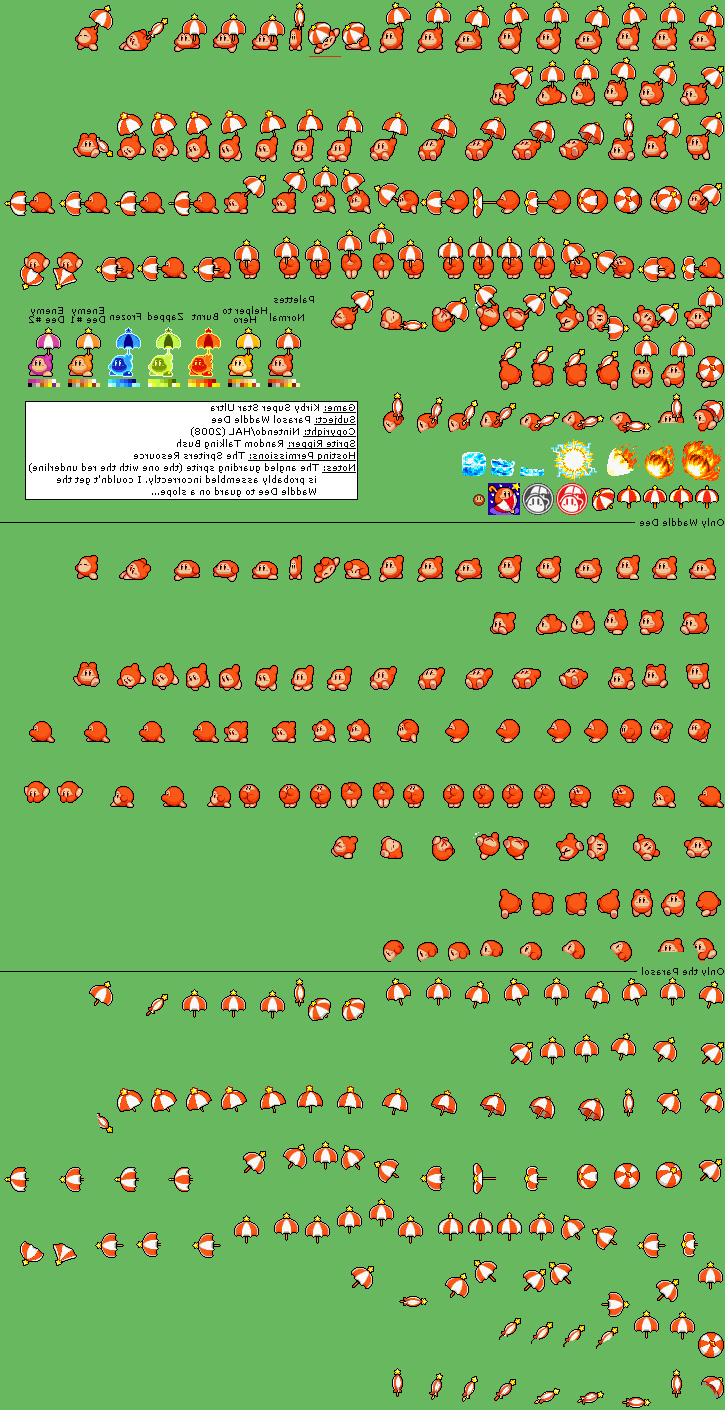 Palettes
Normal
Helper to Hero
Burnt
Zapped
Frozen
Enemy Dee #1
Enemy Dee #2
Game: Kirby Super Star Ultra
Subject: Parasol Waddle Dee
Copyright: Nintendo/HAL (2008)
Sprite Ripper: Random Talking Bush
Hosting Permissions: The Spriters Resource
Notes: The angled guarding sprite (the one with the red underline)
is probably assembled incorrectly. I couldn't get the
Waddle Dee to guard on a slope...
Only Waddle Dee
Only the Parasol